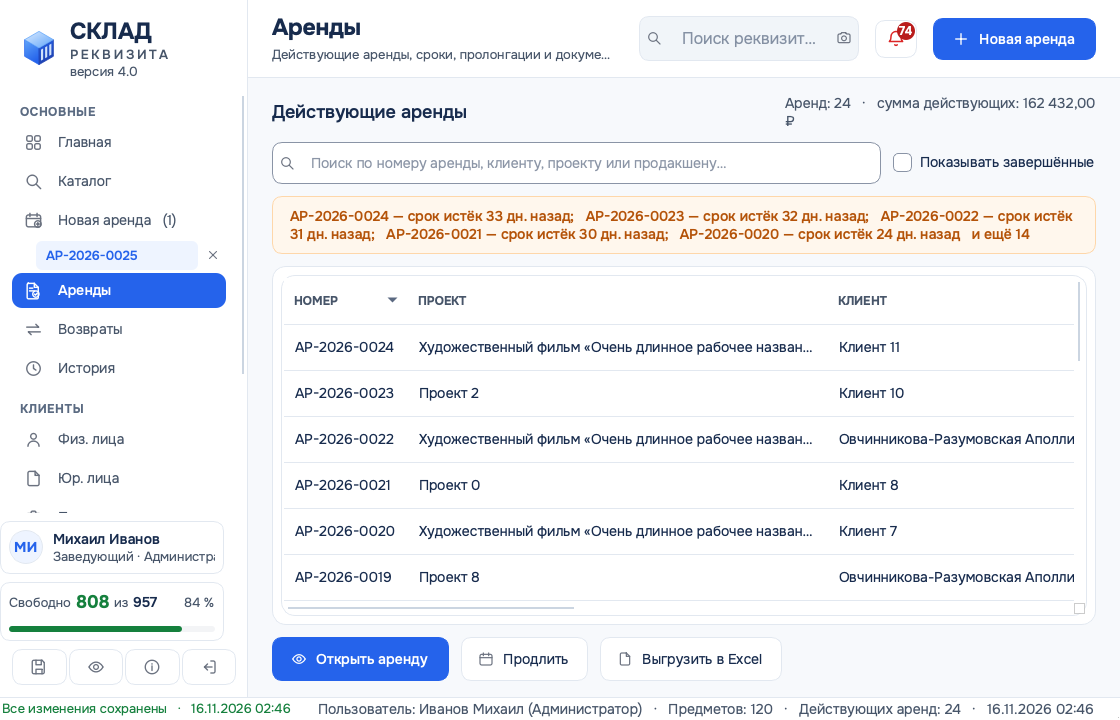 СКЛАД
РЕКВИЗИТА
версия 4.0
ОСНОВНЫЕ
Главная
Каталог
Новая аренда (1)
АР-2026-0025
Аренды
Возвраты
История
КЛИЕНТЫ
Физ. лица
Юр. лица
МИ
Михаил Иванов
Заведующий · Администра
Свободно 808 из 957 84 %
Аренды
Действующие аренды, сроки, пролонгации и докуме...
Поиск реквизит...
74
Новая аренда
Действующие аренды
Аренд: 24 · сумма действующих: 162 432,00
₽
Поиск по номеру аренды, клиенту, проекту или продакшену...
Показывать завершённые
АР-2026-0024 — срок истёк 33 дн. назад; АР-2026-0023 — срок истёк 32 дн. назад; АР-2026-0022 — срок истёк
31 дн. назад; АР-2026-0021 — срок истёк 30 дн. назад; АР-2026-0020 — срок истёк 24 дн. назад и ещё 14
НОМЕР ПРОЕКТ КЛИЕНТ
АР-2026-0024 Художественный фильм «Очень длинное рабочее назван... Клиент 11
АР-2026-0023 Проект 2 Клиент 10
АР-2026-0022 Художественный фильм «Очень длинное рабочее назван... Овчинникова-Разумовская Аполли
АР-2026-0021 Проект 0 Клиент 8
АР-2026-0020 Художественный фильм «Очень длинное рабочее назван... Клиент 7
АР-2026-0019 Проект 8 Овчинникова-Разумовская Аполли
Открыть аренду
Продлить
Выгрузить в Excel
Все изменения сохранены · 16.11.2026 02:46
Пользователь: Иванов Михаил (Администратор) · Предметов: 120 · Действующих аренд: 24 · 16.11.2026 02:46